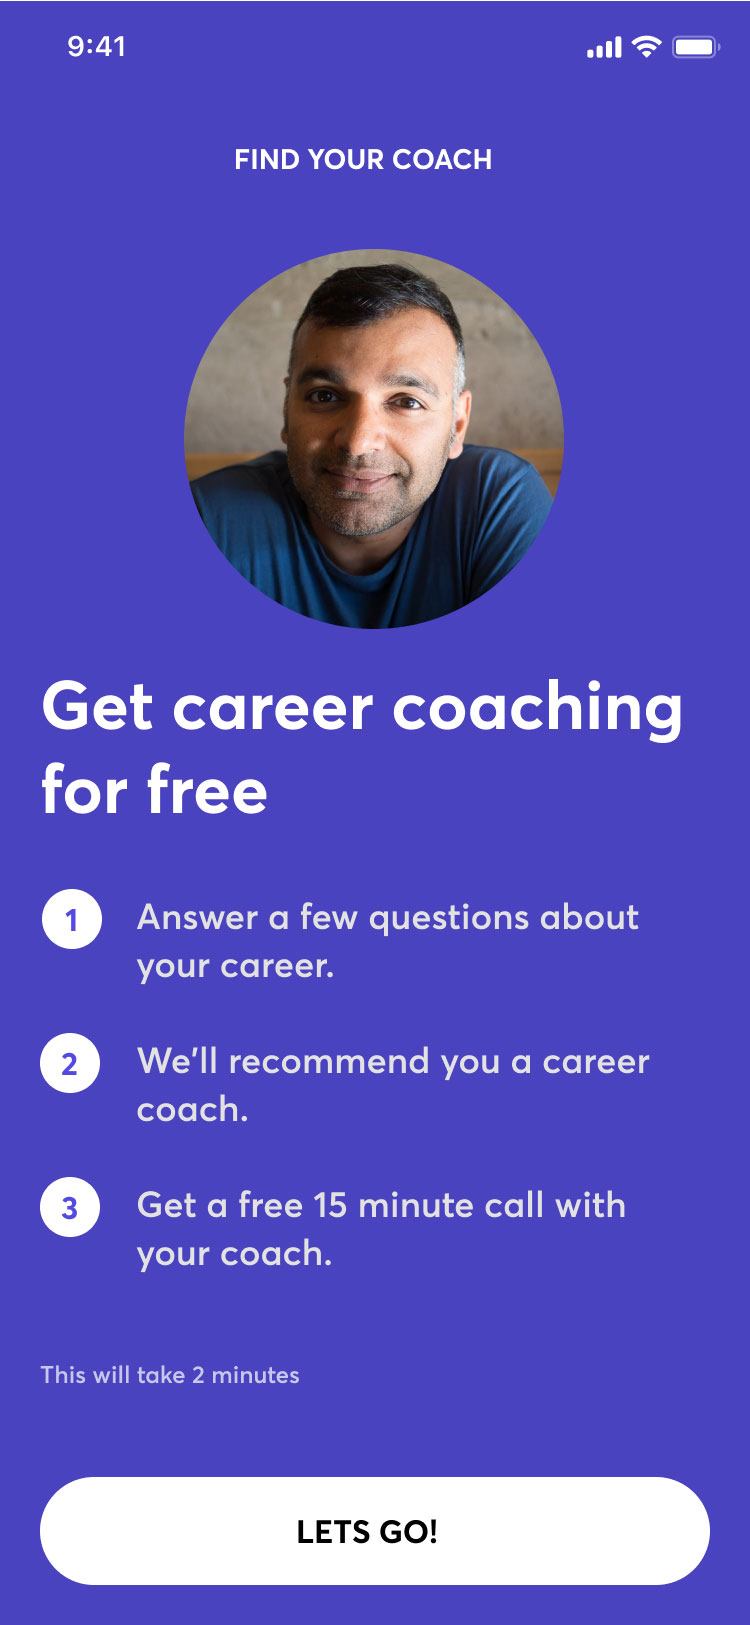 9:41
FIND YOUR COACH
Get career coaching
for free
1
Answer a few questions about
your career.
2
We'll recommend you a career
coach.
3
Get a free 15 minute call with
your coach.
This will take 2 minutes
LETS GO!